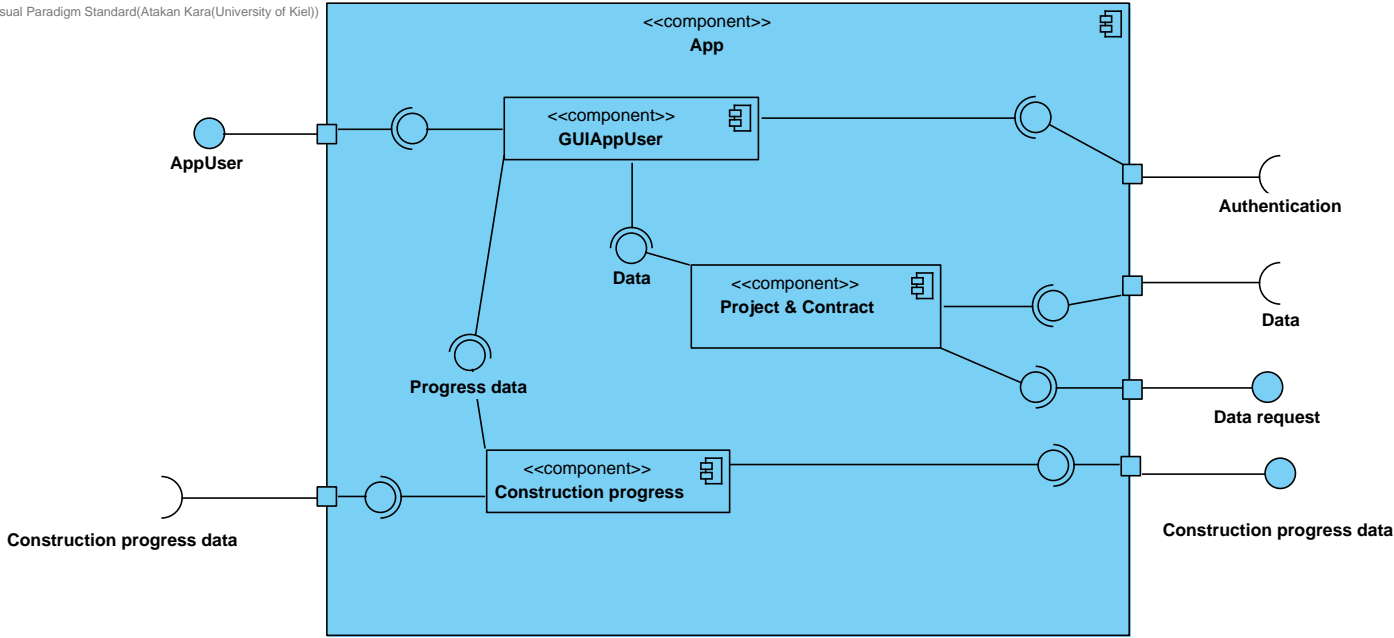 sual Paradigm Standard(Atakan Kara(University of Kiel))
<<component>>
App
<<component>>
GUIAppUser
AppUser
Authentication
Data
<<component>>
Project & Contract
Data
Progress data
Data request
<<component>>
Construction progress
Construction progress data
Construction progress data